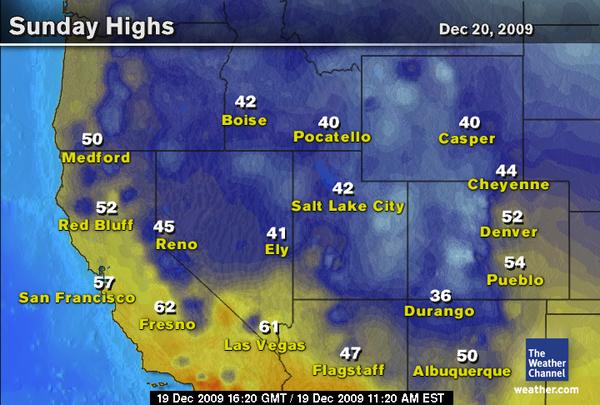 Sunday Highs
Dec 20, 2009
42
Boise
40
Pocatello
40
Casper
50
Medford
44
Cheyenne
42
Salt Lake City
52
Red Bluff
45
Reno
41
Ely
52
Denver
54
Pueblo
57
San Francisco
62
Fresno
61
Las Vegas
36
Durango
47
Flagstaff
50
Albuquerque
The
Weather
Channel
weather.com
19 Dec 2009 16:20 GMT / 19 Dec 2009 11:20 AM EST